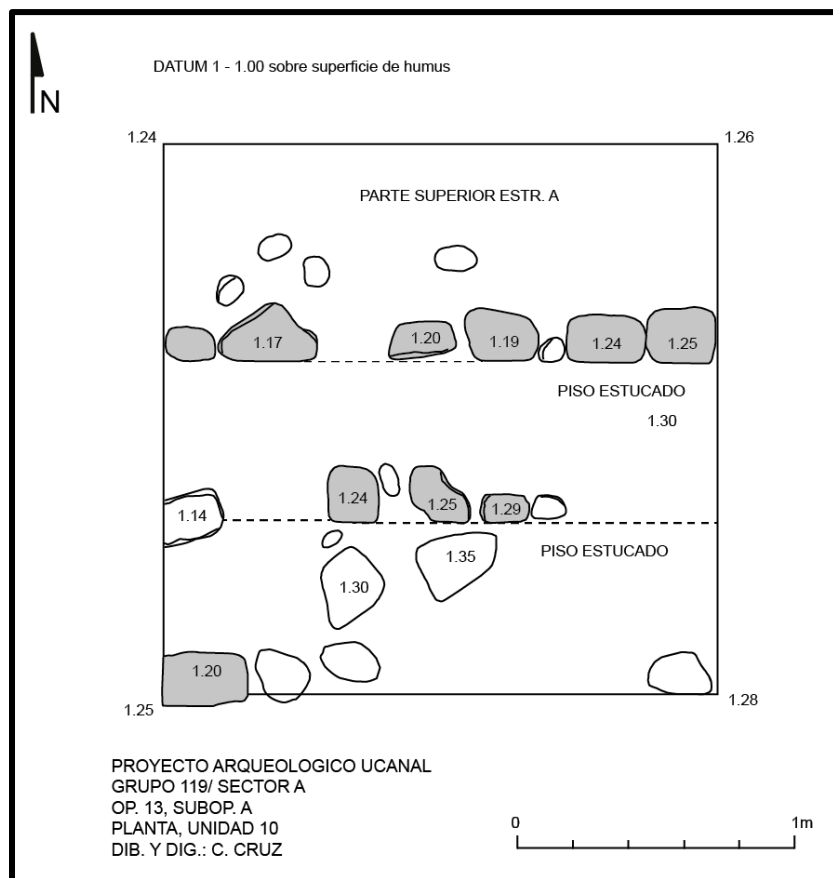 N
DATUM 1 - 1.00 sobre superficie de humus
1.24
1.26
PARTE SUPERIOR ESTR. A
1.17
1.20
1.19
1.24
1.25
PISO ESTUCADO
1.30
1.14
1.24
1.25
1.29
PISO ESTUCADO
1.30
1.35
1.20
1.25
1.28
PROYECTO ARQUEOLOGICO UCANAL
GRUPO 119/ SECTOR A
OP. 13, SUBOP. A
PLANTA, UNIDAD 10
DIB. Y DIG.: C. CRUZ
0
1m